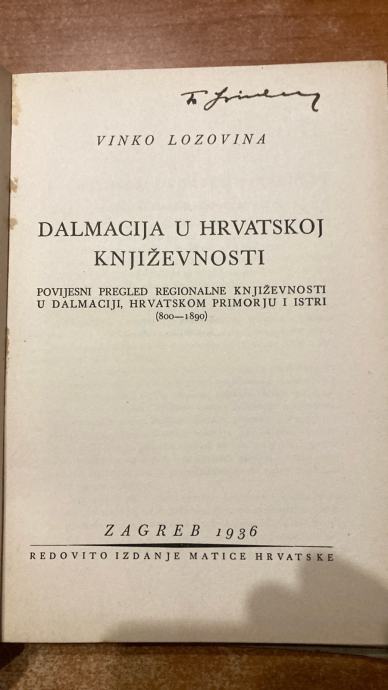 VINKO LOZOVINA
DALMACIJA U HRVATSKOJ
KNJIŽEVNOSTI
POVIJESNI PREGLED REGIONALNE KNJIŽEVNOSTI
U DALMACIJI, HRVATSKOM PRIMORJU I ISTRI
(800—1890)
ZAGREB 1936
REDOVITO IZDANJE MATICE HRVATSKE